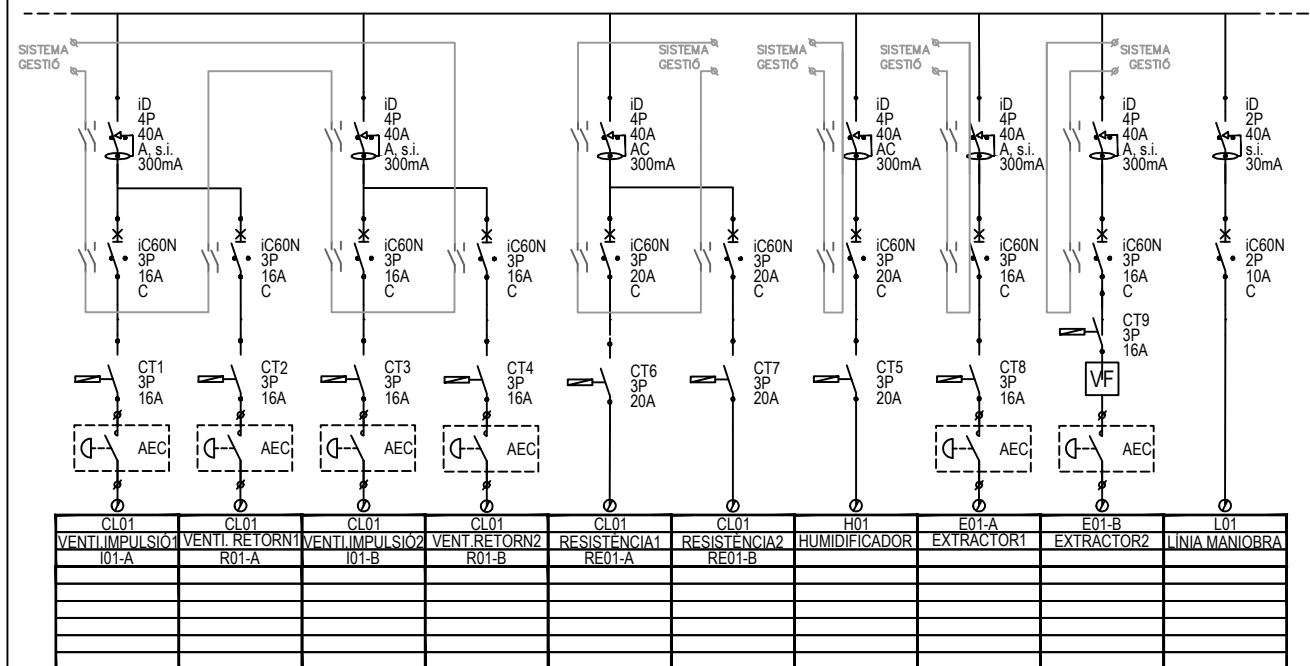 SISTEMA
GESTIÓ
SISTEMA
GESTIÓ
SISTEMA
GESTIÓ
SISTEMA
GESTIÓ
SISTEMA
GESTIÓ
iD
4P
40A
A, s.i.
300mA
iD
4P
40A
A, s.i.
300mA
iD
4P
40A
AC
300mA
iD
4P
40A
AC
300mA
iD
4P
40A
A, s.i.
300mA
iD
4P
40A
A, s.i.
300mA
iD
2P
40A
s.i.
30mA
iC60N
3P
16A
C
iC60N
3P
16A
C
iC60N
3P
16A
C
iC60N
3P
16A
C
iC60N
3P
20A
C
iC60N
3P
20A
C
iC60N
3P
20A
C
iC60N
3P
16A
C
iC60N
3P
16A
C
iC60N
2P
10A
C
CT1
3P
16A
CT2
3P
16A
CT3
3P
16A
CT4
3P
16A
CT6
3P
20A
CT7
3P
20A
CT5
3P
20A
CT8
3P
16A
CT9
3P
16A
VF
AEC
AEC
AEC
AEC
AEC
AEC
CL01 CL01 CL01 CL01 CL01 CL01 H01 E01-A E01-B L01
VENTI.IMPULSIÓ1 VENTI. RETORN1 VENTI.IMPULSIÓ2 VENT.RETORN2 RESISTÈNCIA1 RESISTÈNCIA2 HUMIDIFICADOR EXTRACTOR1 EXTRACTOR2 LÍNIA MANIOBRA
I01-A R01-A I01-B R01-B RE01-A RE01-B